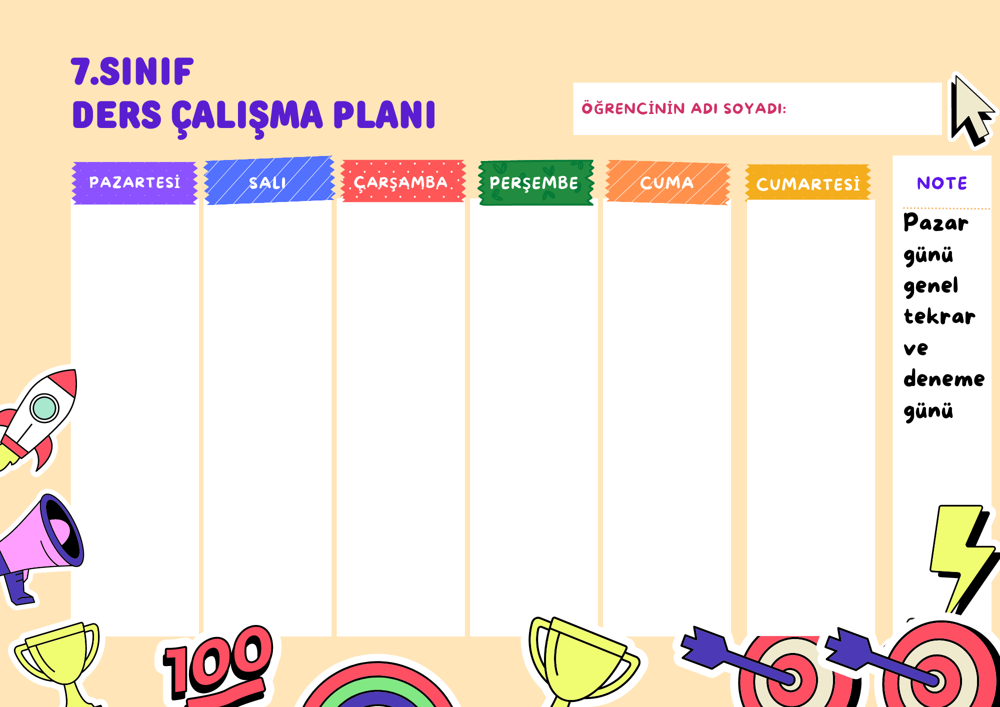 7.SINIF
DERS ÇALIŞMA PLANI
ÖĞRENCİNİN ADI SOYADI:
PAZARTESİ
SALI
ÇARŞAMBA
PERŞEMBE
CUMA
CUMARTESİ
NOTE
Pazar
günü
genel
tekrar
ve
deneme
günü
100